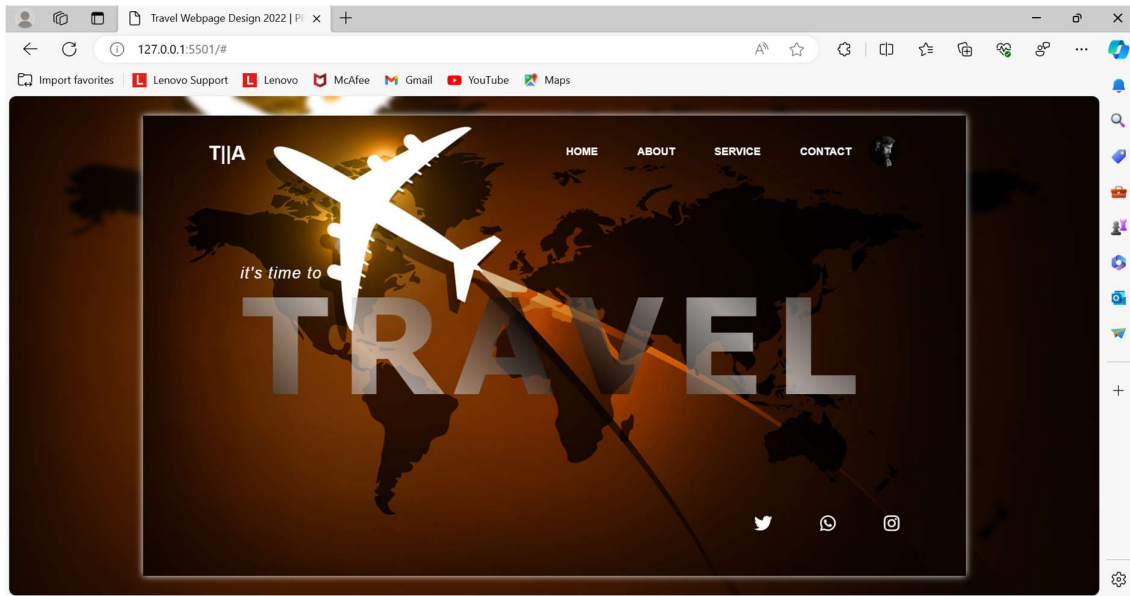 Travel Webpage Design 2022 | P
127.0.0.1:5501/#
Import favorites
L Lenovo Support
L Lenovo
McAfee
Gmail
YouTube
Maps
T||A
HOME ABOUT SERVICE CONTACT
it's time to
TRAVEL